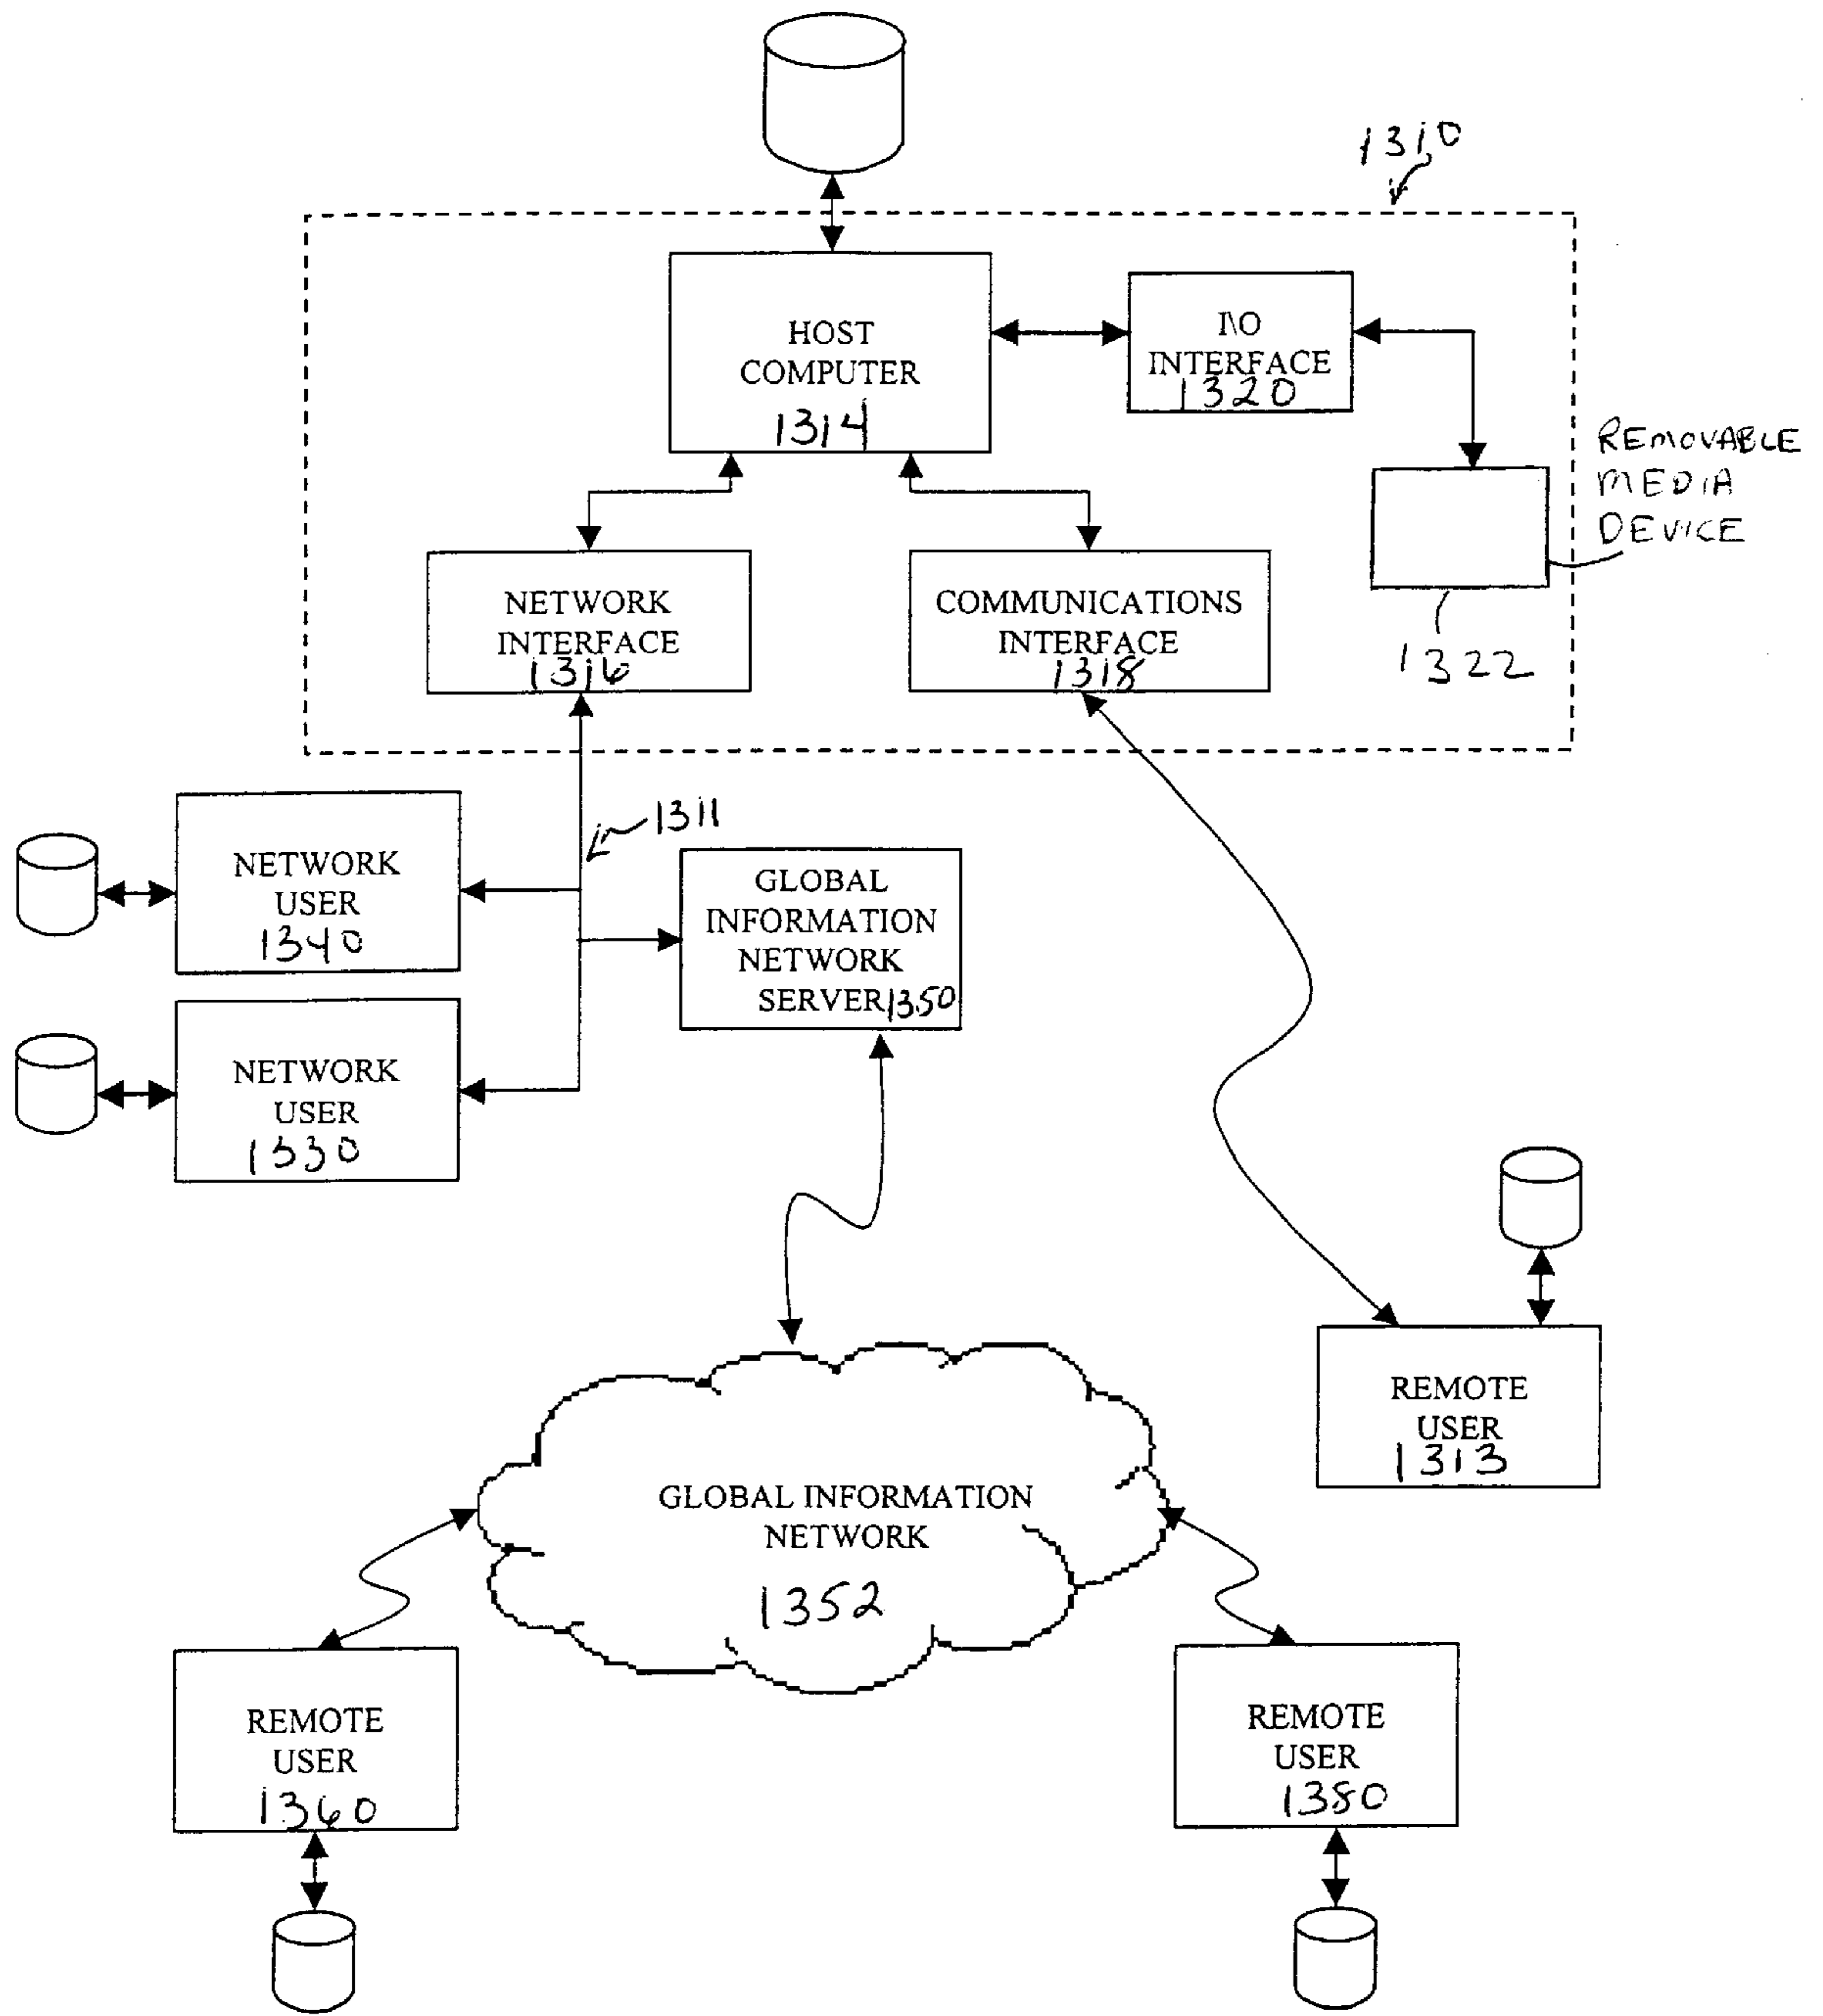 1310
HOST
COMPUTER
1314
I\O
INTERFACE
1320
REMOVABLE
MEDIA
DEVICE
NETWORK
INTERFACE
1316
COMMUNICATIONS
INTERFACE
1318
1322
1311
NETWORK
USER
1340
GLOBAL
INFORMATION
NETWORK
SERVER 1350
NETWORK
USER
1330
REMOTE
USER
1313
GLOBAL INFORMATION
NETWORK
1352
REMOTE
USER
1360
REMOTE
USER
1380